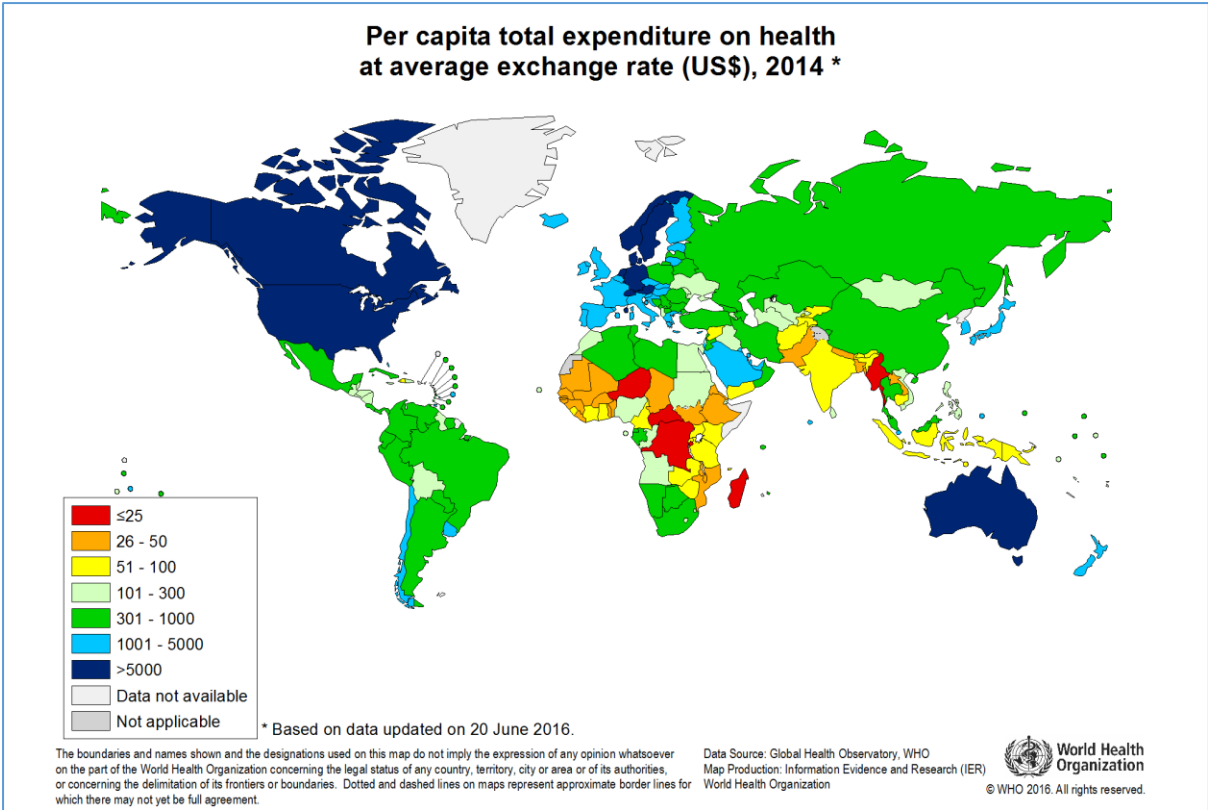 Per capita total expenditure on health
at average exchange rate (US$), 2014 *
≤25
26 - 50
51 - 100
101 - 300
301 - 1000
1001 - 5000
>5000
Data not available
Not applicable
* Based on data updated on 20 June 2016.
The boundaries and names shown and the designations used on this map do not imply the expression of any opinion whatsoever
on the part of the World Health Organization concerning the legal status of any country, territory, city or area or of its authorities,
or concerning the delimitation of its frontiers or boundaries. Dotted and dashed lines on maps represent approximate border lines for
which there may not yet be full agreement.
Data Source: Global Health Observatory, WHO
Map Production: Information Evidence and Research (IER)
World Health Organization
World Health
Organization
© WHO 2016. All rights reserved.